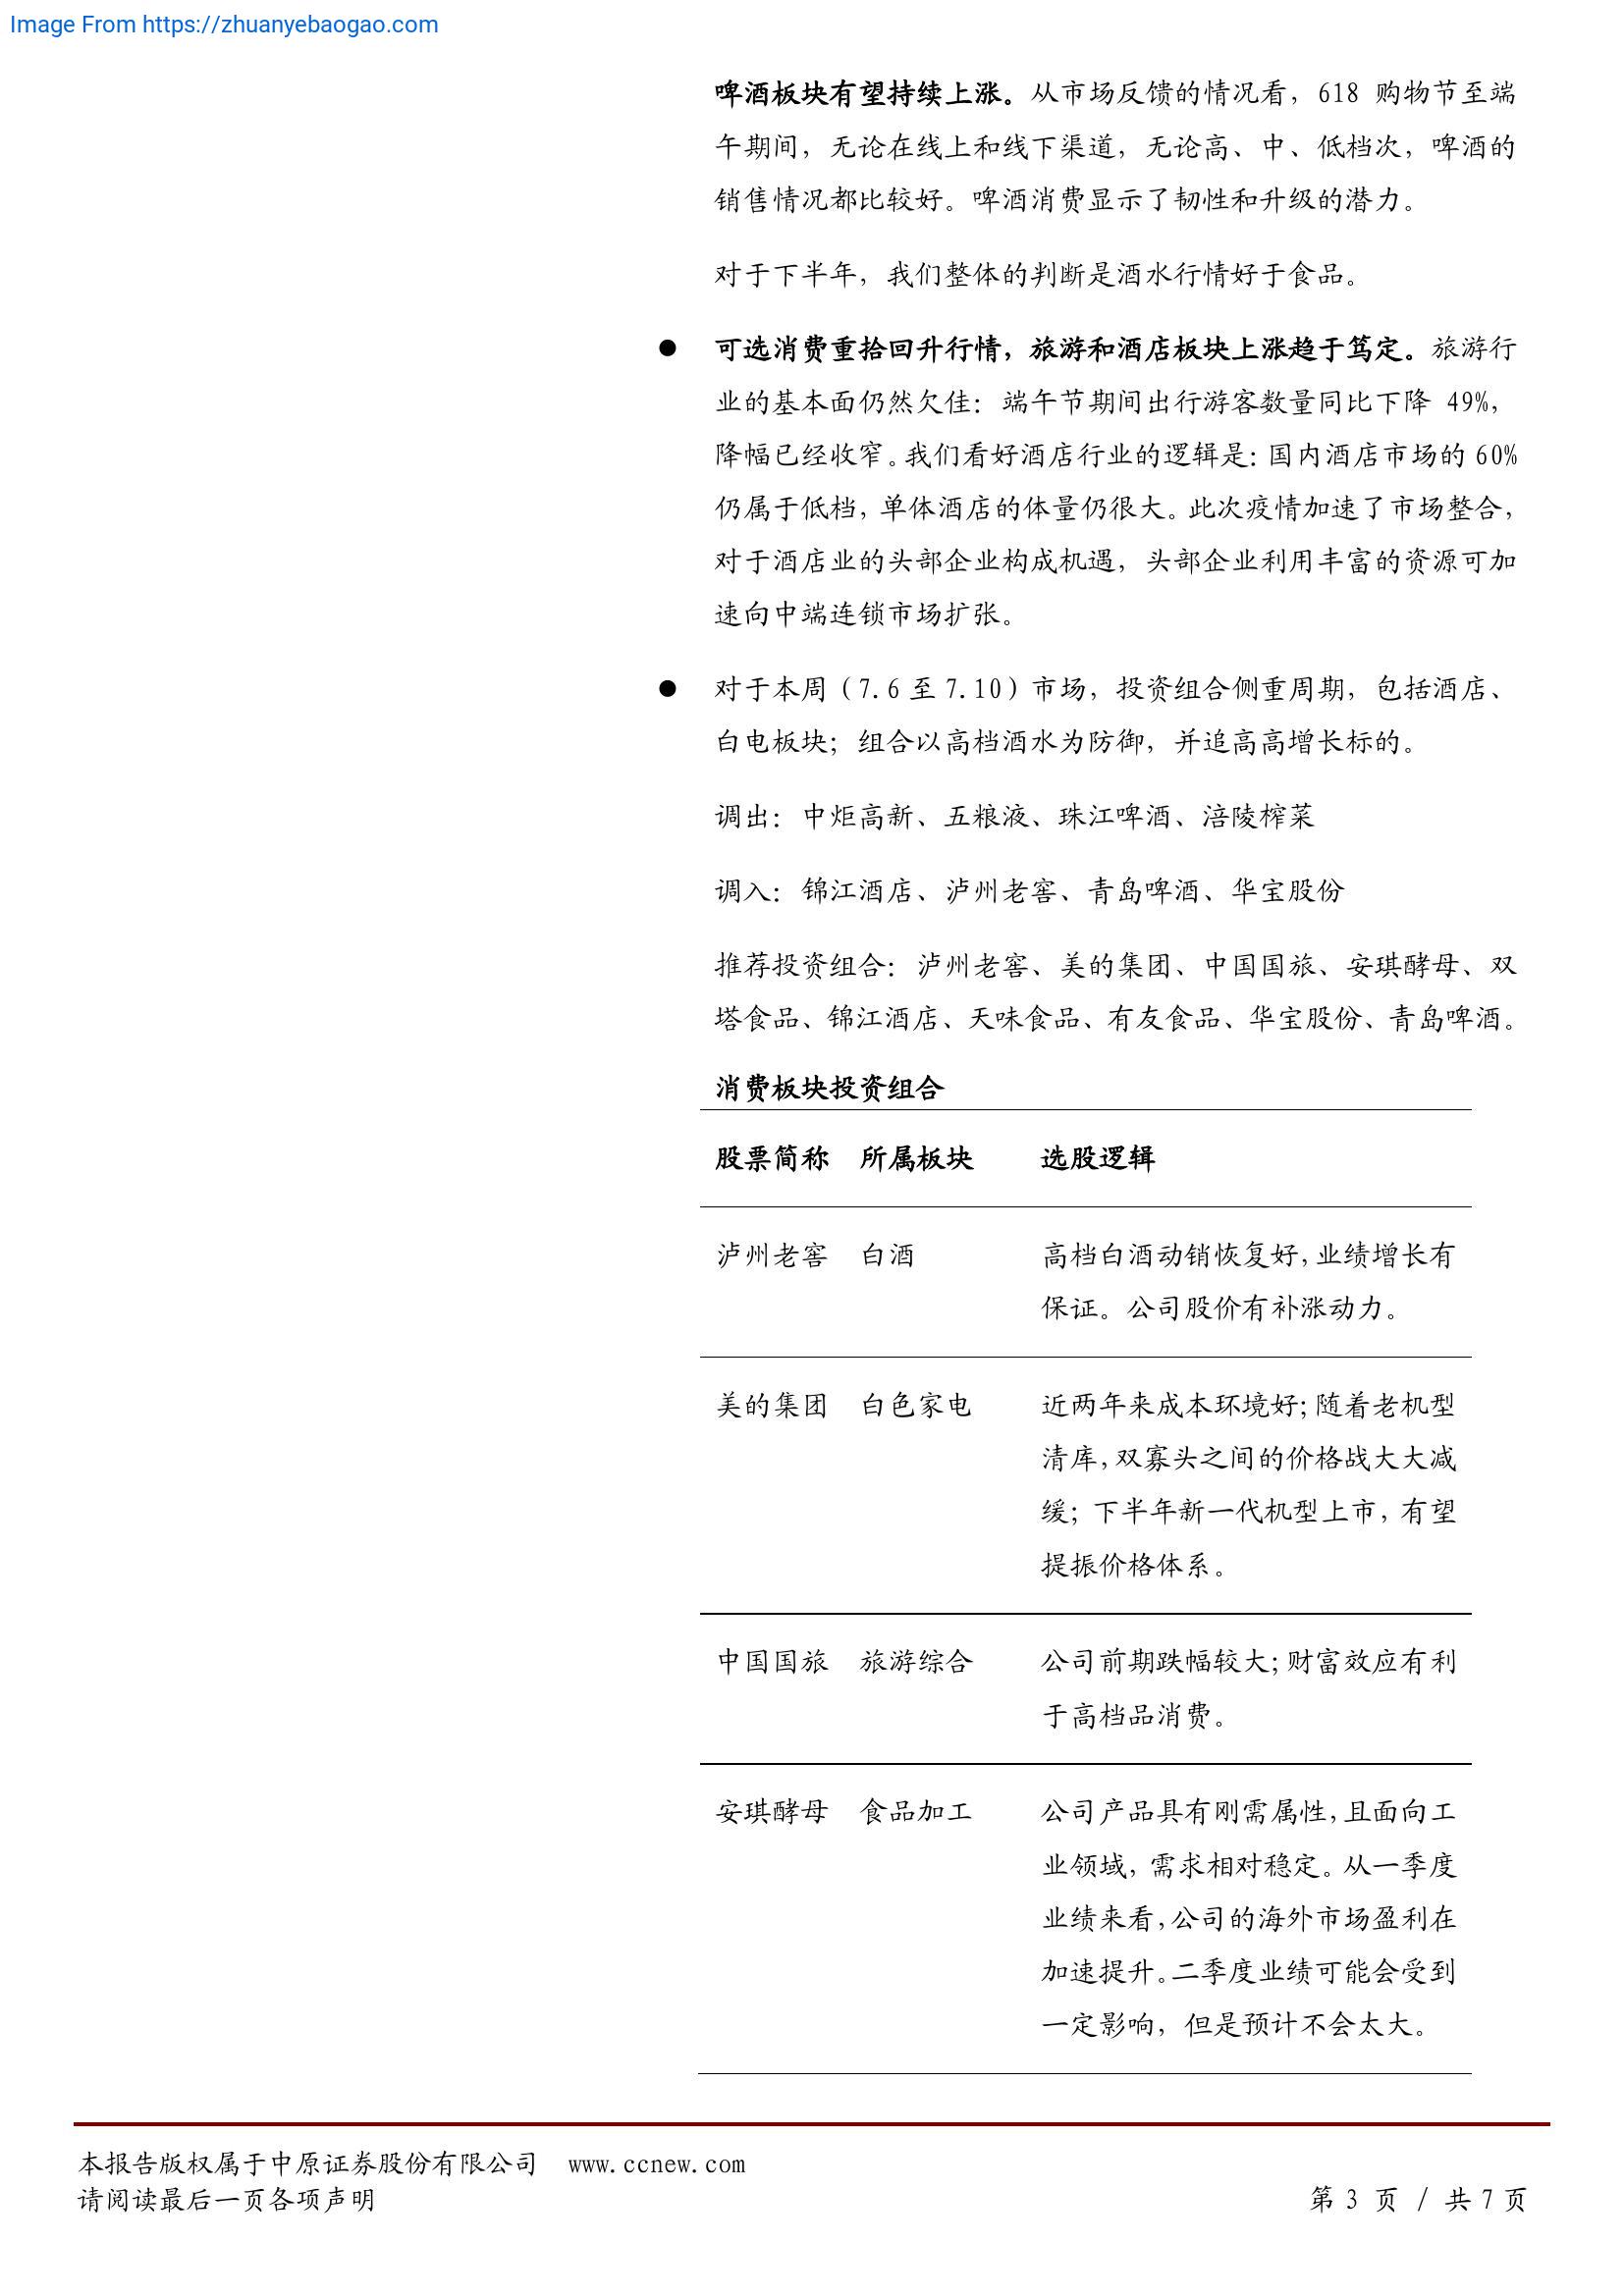 Image From https://zhuanyebaogao.com
啤酒板块有望持续上涨。从市场反馈的情况看，618 购物节至端
午期间，无论在线上和线下渠道，无论高、中、低档次，啤酒的
销售情况都比较好。啤酒消费显示了韧性和升级的潜力。
对于下半年，我们整体的判断是酒水行情好于食品。
● 可选消费重拾回升行情，旅游和酒店板块上涨趋于笃定。旅游行
业的基本面仍然欠佳：端午节期间出行游客数量同比下降 49%，
降幅已经收窄。我们看好酒店行业的逻辑是：国内酒店市场的 60%
仍属于低档，单体酒店的体量仍很大。此次疫情加速了市场整合，
对于酒店业的头部企业构成机遇，头部企业利用丰富的资源可加
速向中端连锁市场扩张。
● 对于本周（7.6 至 7.10）市场，投资组合侧重周期，包括酒店、
白电板块；组合以高档酒水为防御，并追高高增长标的。
调出：中炬高新、五粮液、珠江啤酒、涪陵榨菜
调入：锦江酒店、泸州老窖、青岛啤酒、华宝股份
推荐投资组合：泸州老窖、美的集团、中国国旅、安琪酵母、双
塔食品、锦江酒店、天味食品、有友食品、华宝股份、青岛啤酒。
消费板块投资组合
股票简称 所属板块 选股逻辑
泸州老窖 白酒 高档白酒动销恢复好，业绩增长有
保证。公司股价有补涨动力。
美的集团 白色家电 近两年来成本环境好；随着老机型
清库，双寡头之间的价格战大大减
缓；下半年新一代机型上市，有望
提振价格体系。
中国国旅 旅游综合 公司前期跌幅较大；财富效应有利
于高档品消费。
安琪酵母 食品加工 公司产品具有刚需属性，且面向工
业领域，需求相对稳定。从一季度
业绩来看，公司的海外市场盈利在
加速提升。二季度业绩可能会受到
一定影响，但是预计不会太大。
本报告版权属于中原证券股份有限公司 www.ccnew.com
请阅读最后一页各项声明 第 3 页 / 共 7 页